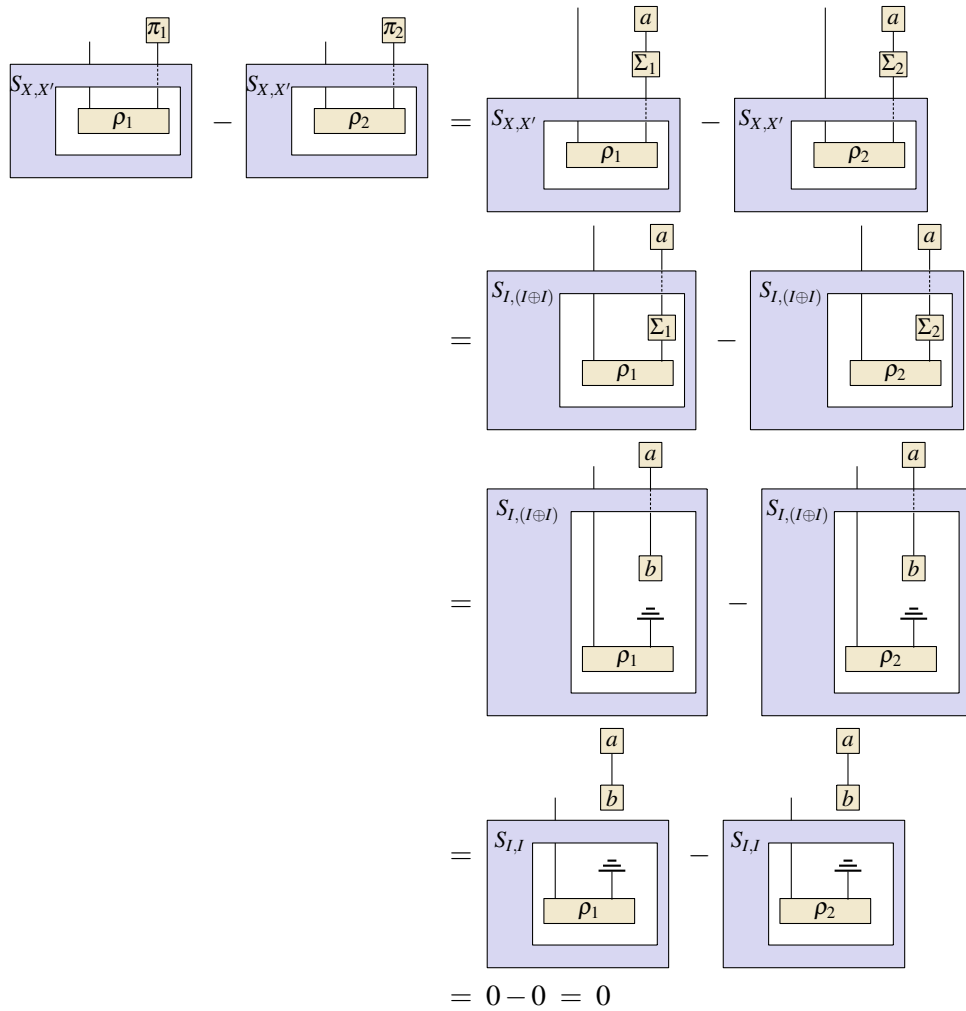 π₁ π₂ a a
Σ₁ Σ₂
S_{X,X′} S_{X,X′} S_{X,X′} S_{X,X′}
ρ₁ − ρ₂ = ρ₁ − ρ₂
a a
S_{I,(I⊕I)} S_{I,(I⊕I)}
= Σ₁ − Σ₂
ρ₁ ρ₂
a a
S_{I,(I⊕I)} S_{I,(I⊕I)}
b b
= −
ρ₁ ρ₂
a a
b b
S_{I,I} S_{I,I}
= −
ρ₁ ρ₂
= 0 − 0 = 0